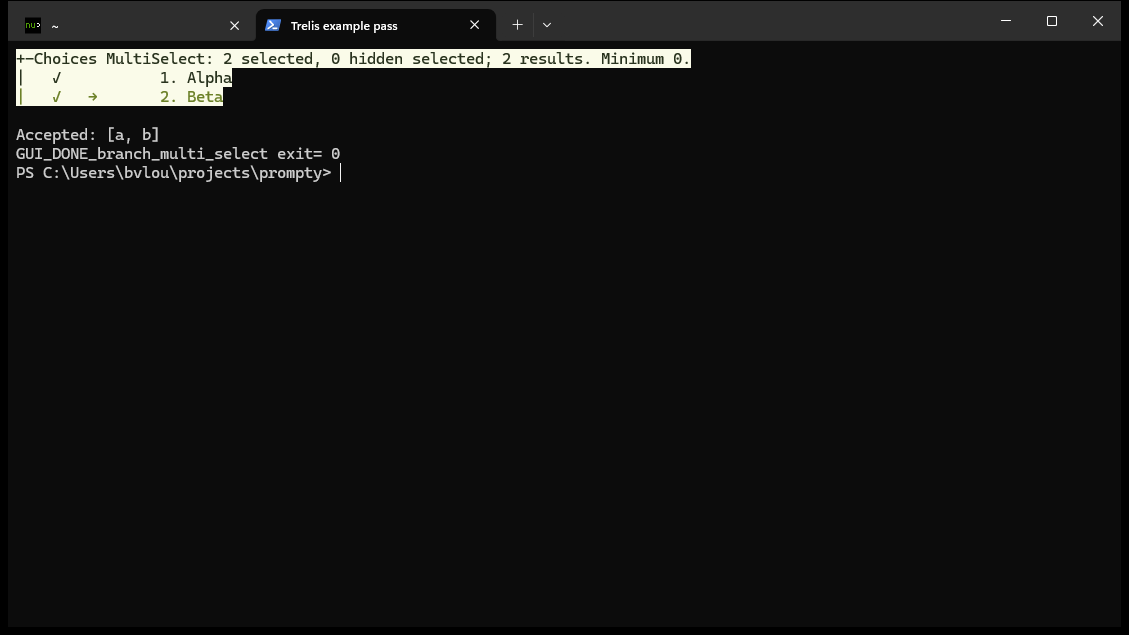 nu> ~
Trelis example pass
+-Choices MultiSelect: 2 selected, 0 hidden selected; 2 results. Minimum 0.
| √ 1. Alpha
| √ → 2. Beta
Accepted: [a, b]
GUI_DONE_branch_multi_select exit= 0
PS C:\Users\bvlou\projects\prompty>